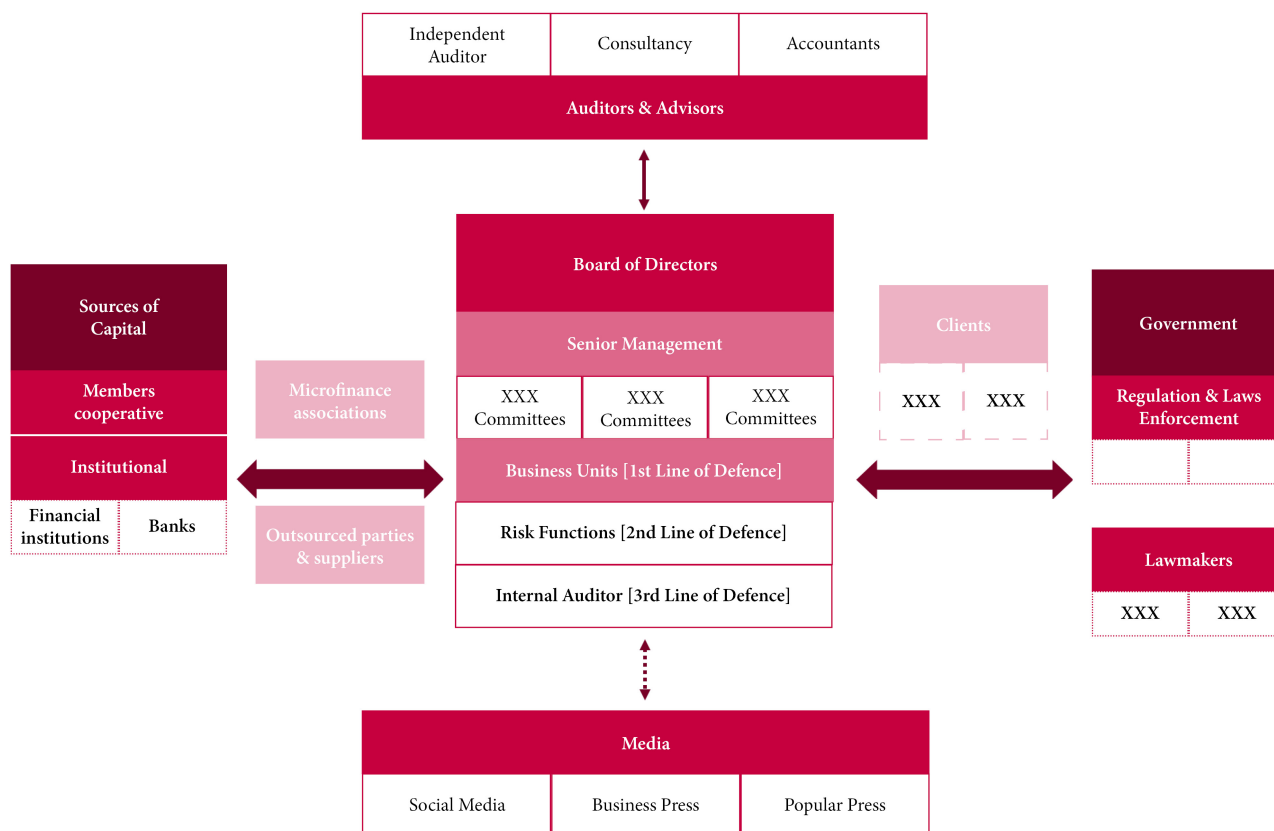 Independent
Auditor
Consultancy
Accountants
Auditors & Advisors
Board of Directors
Senior Management
XXX
Committees
XXX
Committees
XXX
Committees
Business Units [1st Line of Defence]
Risk Functions [2nd Line of Defence]
Internal Auditor [3rd Line of Defence]
Sources of
Capital
Members
cooperative
Institutional
Financial
institutions
Banks
Microfinance
associations
Outsourced parties
& suppliers
Clients
XXX
XXX
Government
Regulation & Laws
Enforcement
Lawmakers
XXX
XXX
Media
Social Media
Business Press
Popular Press